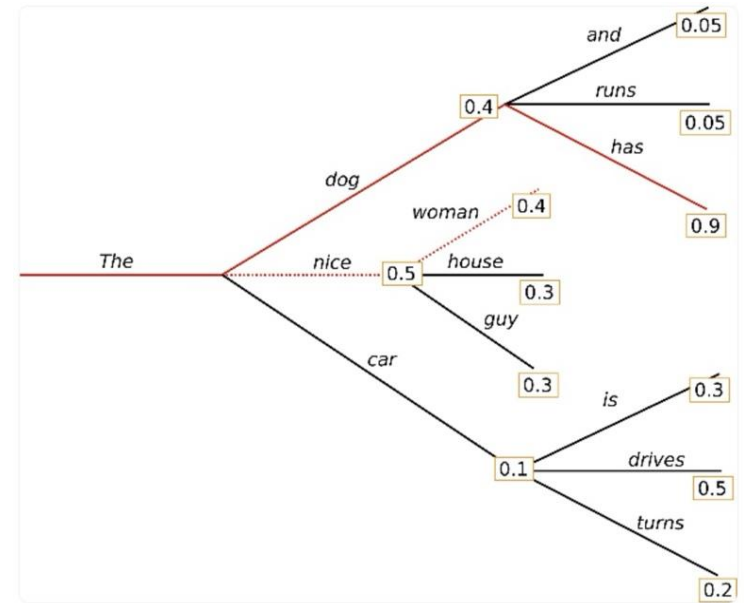 and
0.05
0.4
runs
0.05
has
dog
woman
0.4
0.9
The
nice
0.5
house
0.3
guy
car
0.3
is
0.3
0.1
drives
0.5
turns
0.2